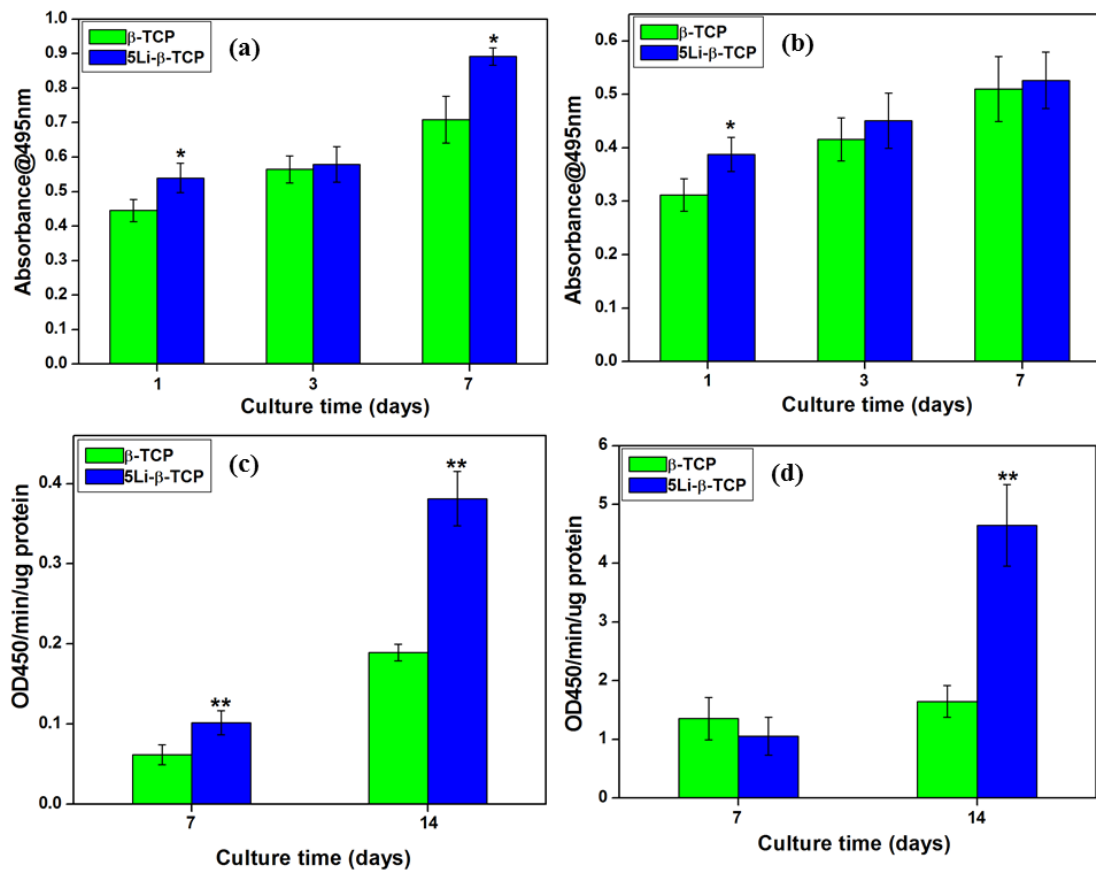 β-TCP
5Li-β-TCP
(a)
*
*
Absorbance@495nm
1.0
0.9
0.8
0.7
0.6
0.5
0.4
0.3
0.2
0.1
0.0
1
3
7
Culture time (days)
β-TCP
5Li-β-TCP
(b)
*
Absorbance@495nm
0.6
0.5
0.4
0.3
0.2
0.1
0.0
1
3
7
Culture time (days)
β-TCP
5Li-β-TCP
(c)
**
**
OD450/min/ug protein
0.4
0.3
0.2
0.1
0.0
7
14
Culture time (days)
β-TCP
5Li-β-TCP
(d)
**
OD450/min/ug protein
6
5
4
3
2
1
0
7
14
Culture time (days)